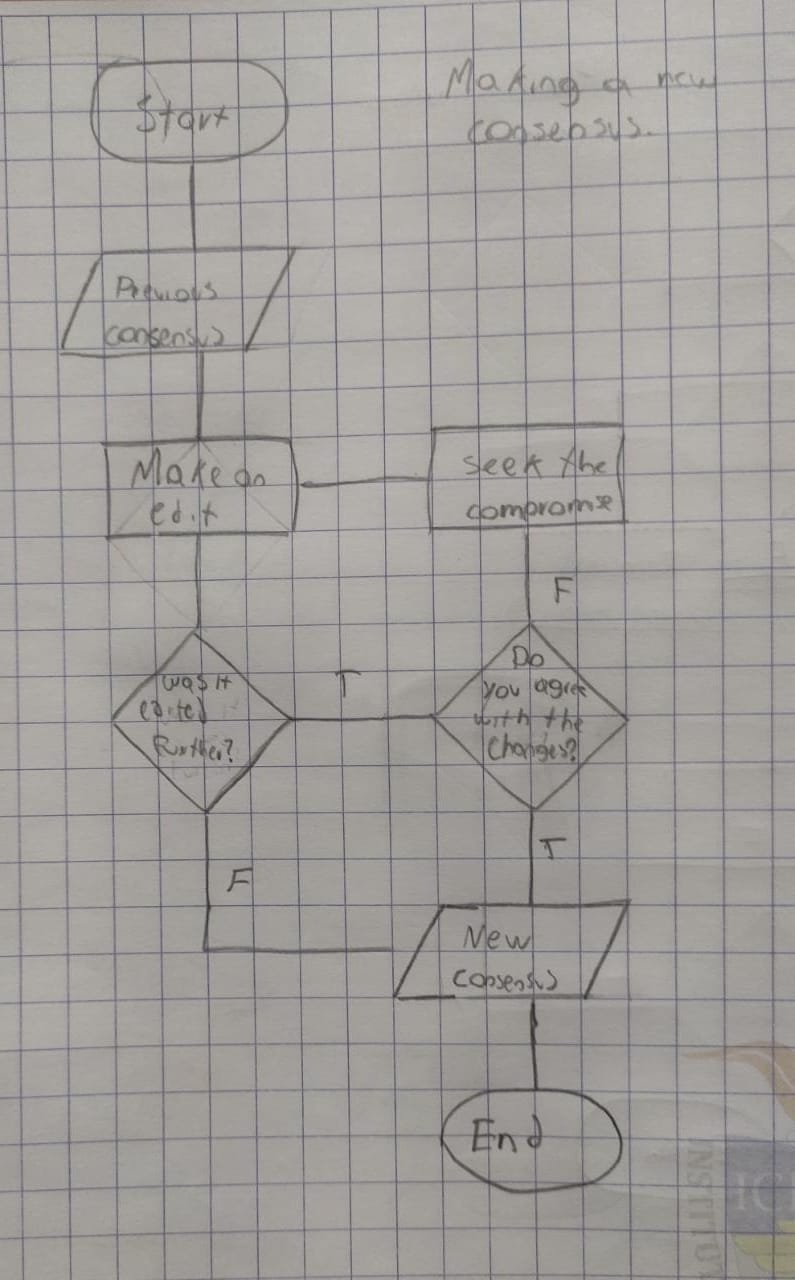 Start
Making a new
consensus.
Previous
consensus
Make an
edit
seek the
compromise
F
was it
edited
further?
T
Do
you agree
with the
changes?
F
T
New
consensus
End
INSTITU
IC